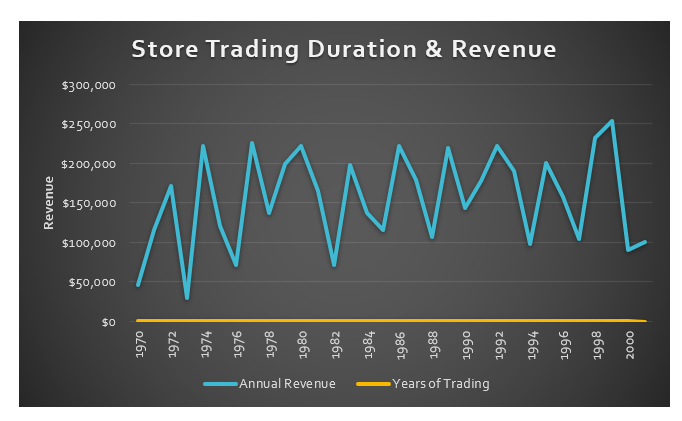 Store Trading Duration & Revenue
$300,000
$250,000
$200,000
$150,000
$100,000
$50,000
$0
Revenue
1970 1972 1974 1976 1978 1980 1982 1984 1986 1988 1990 1992 1994 1996 1998 2000
Annual Revenue Years of Trading